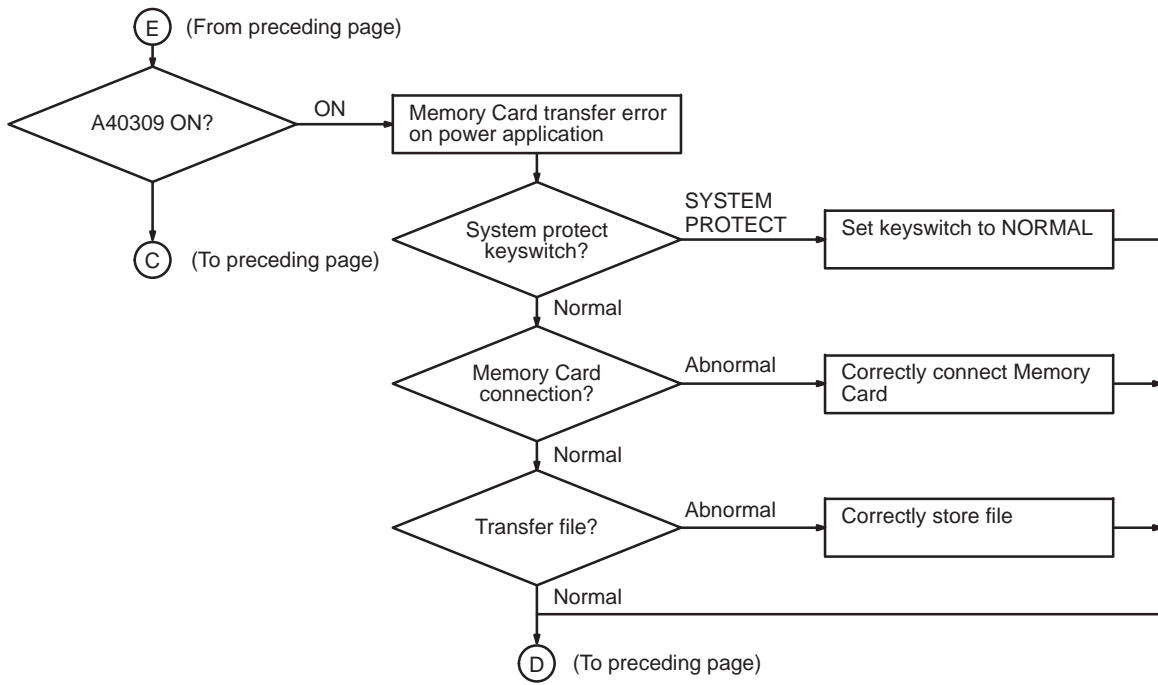 E (From preceding page)
A40309 ON?
ON
Memory Card transfer error
on power application
System protect
keyswitch?
SYSTEM
PROTECT
Set keyswitch to NORMAL
C (To preceding page)
Normal
Memory Card
connection?
Abnormal
Correctly connect Memory
Card
Normal
Transfer file?
Abnormal
Correctly store file
Normal
D (To preceding page)